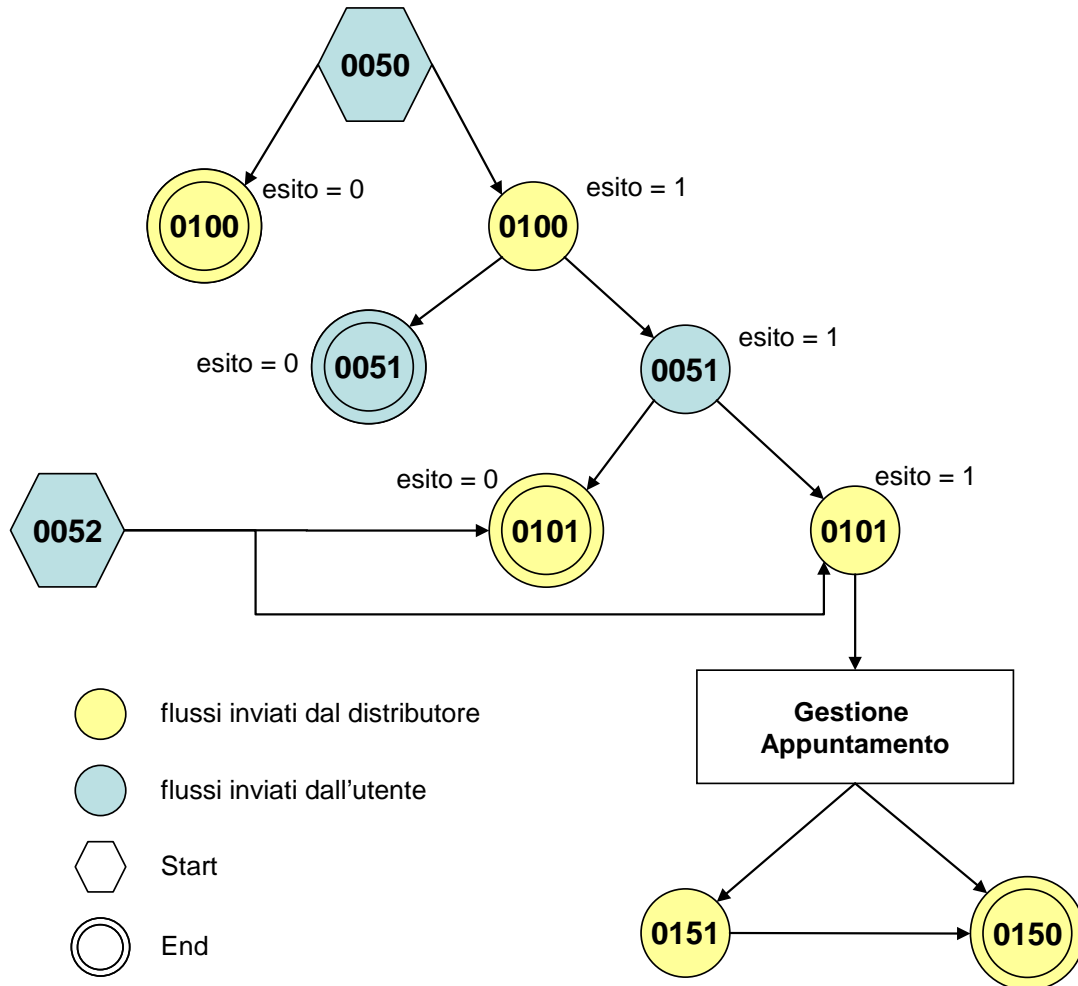 0050
esito = 0
esito = 1
0100
0100
esito = 0
0051
esito = 1
0051
esito = 0
esito = 1
0052
0101
0101
flussi inviati dal distributore
Gestione
Appuntamento
flussi inviati dall'utente
Start
0151
0150
End